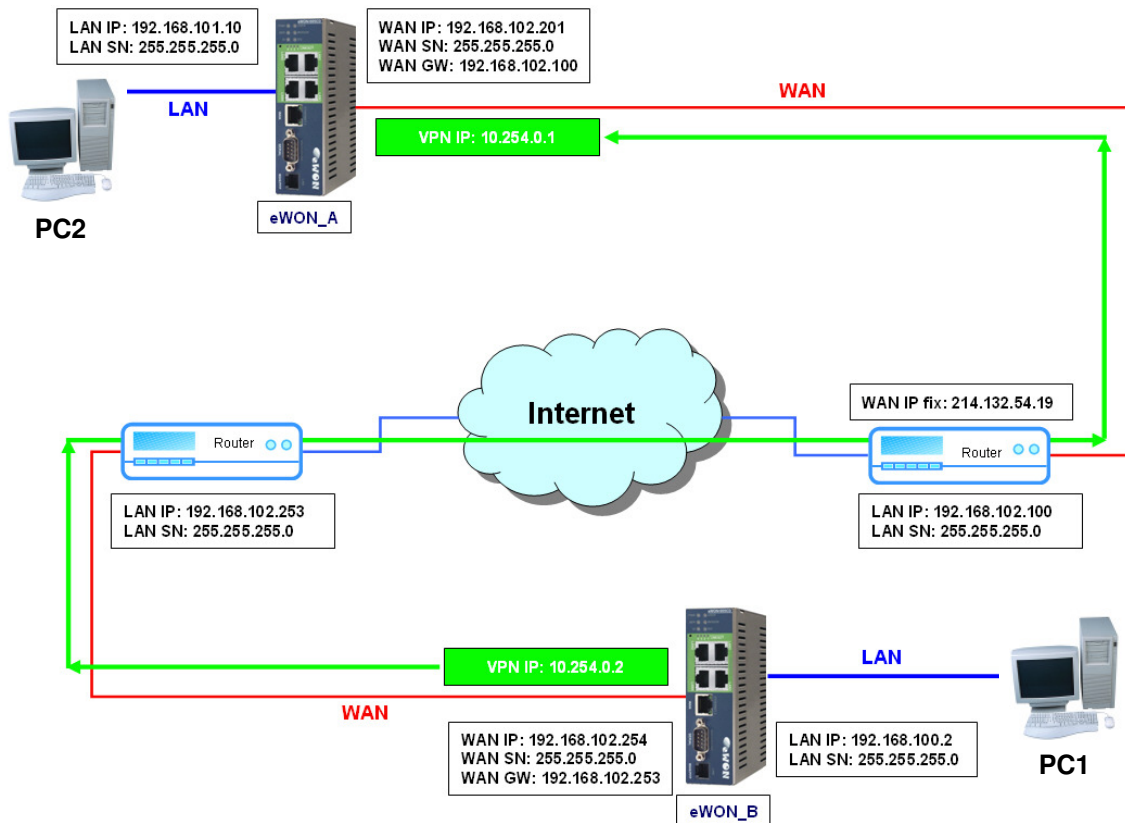 LAN IP: 192.168.101.10
LAN SN: 255.255.255.0
WAN IP: 192.168.102.201
WAN SN: 255.255.255.0
WAN GW: 192.168.102.100
LAN
WAN
VPN IP: 10.254.0.1
eWON
PC2
eWON_A
Internet
WAN IP fix: 214.132.54.19
Router
Router
LAN IP: 192.168.102.253
LAN SN: 255.255.255.0
LAN IP: 192.168.102.100
LAN SN: 255.255.255.0
VPN IP: 10.254.0.2
LAN
WAN
WAN IP: 192.168.102.254
WAN SN: 255.255.255.0
WAN GW: 192.168.102.253
eWON
LAN IP: 192.168.100.2
LAN SN: 255.255.255.0
PC1
eWON_B